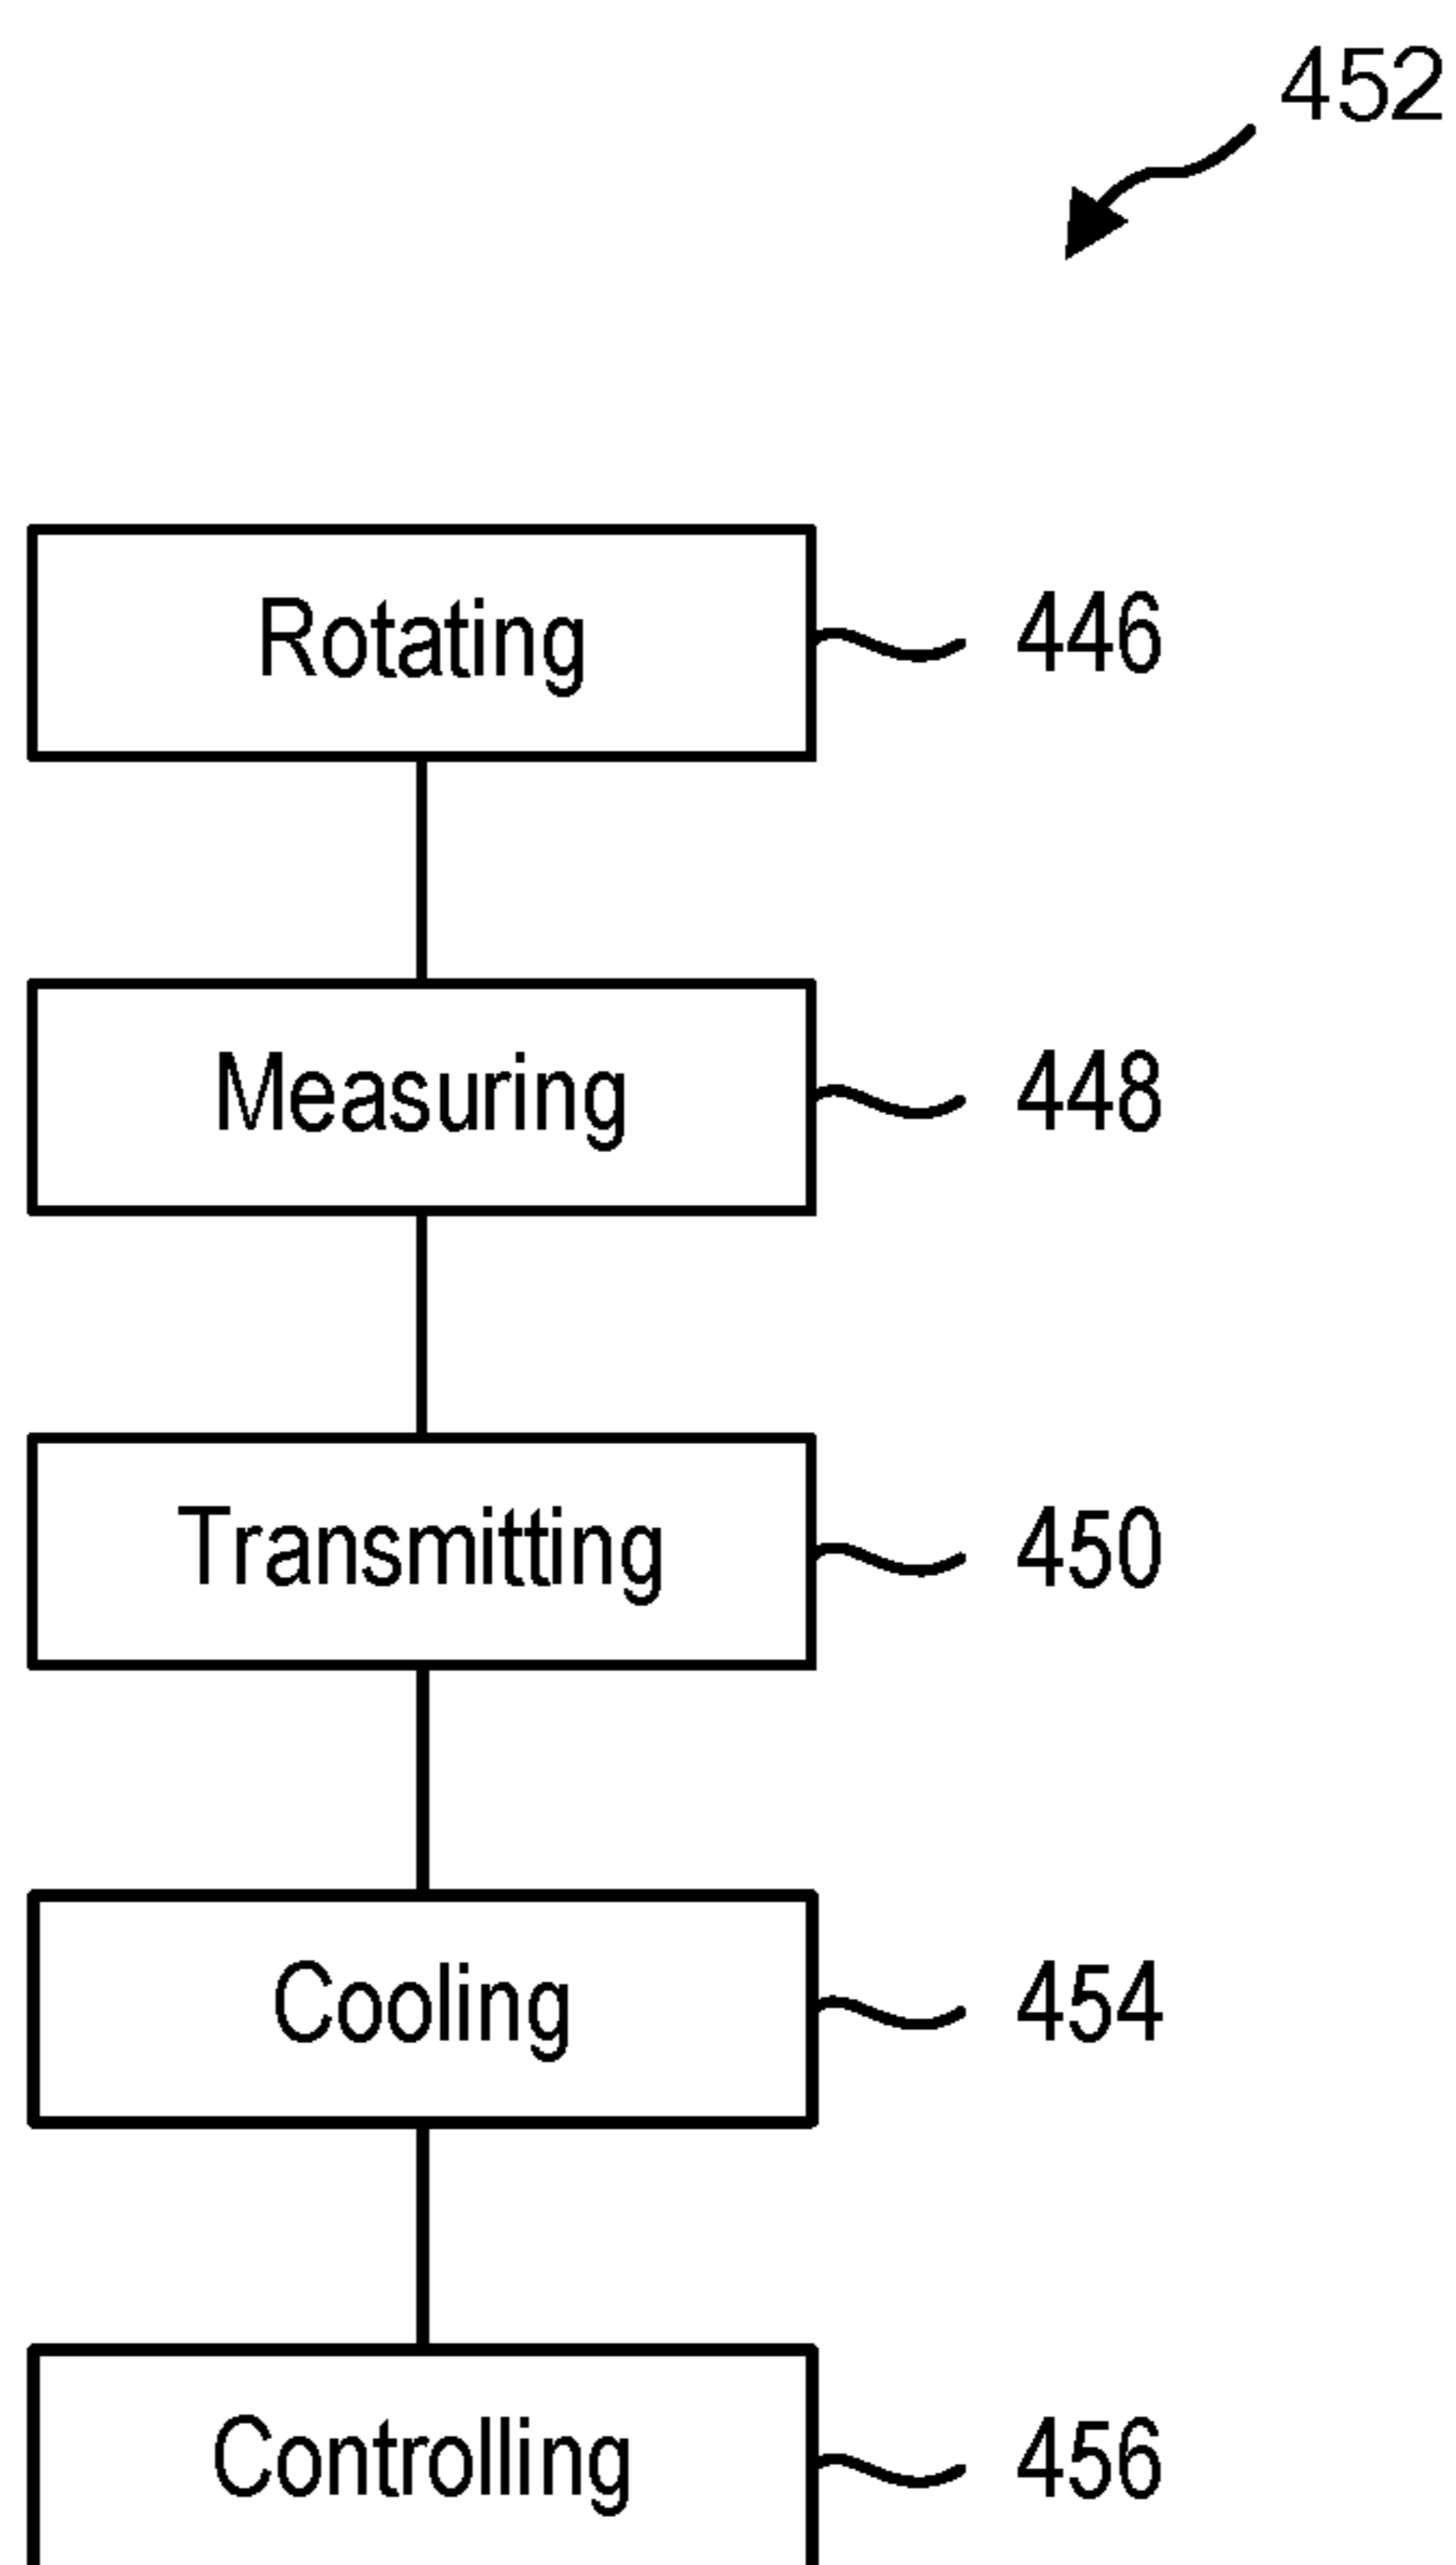 452
Rotating 446
Measuring 448
Transmitting 450
Cooling 454
Controlling 456